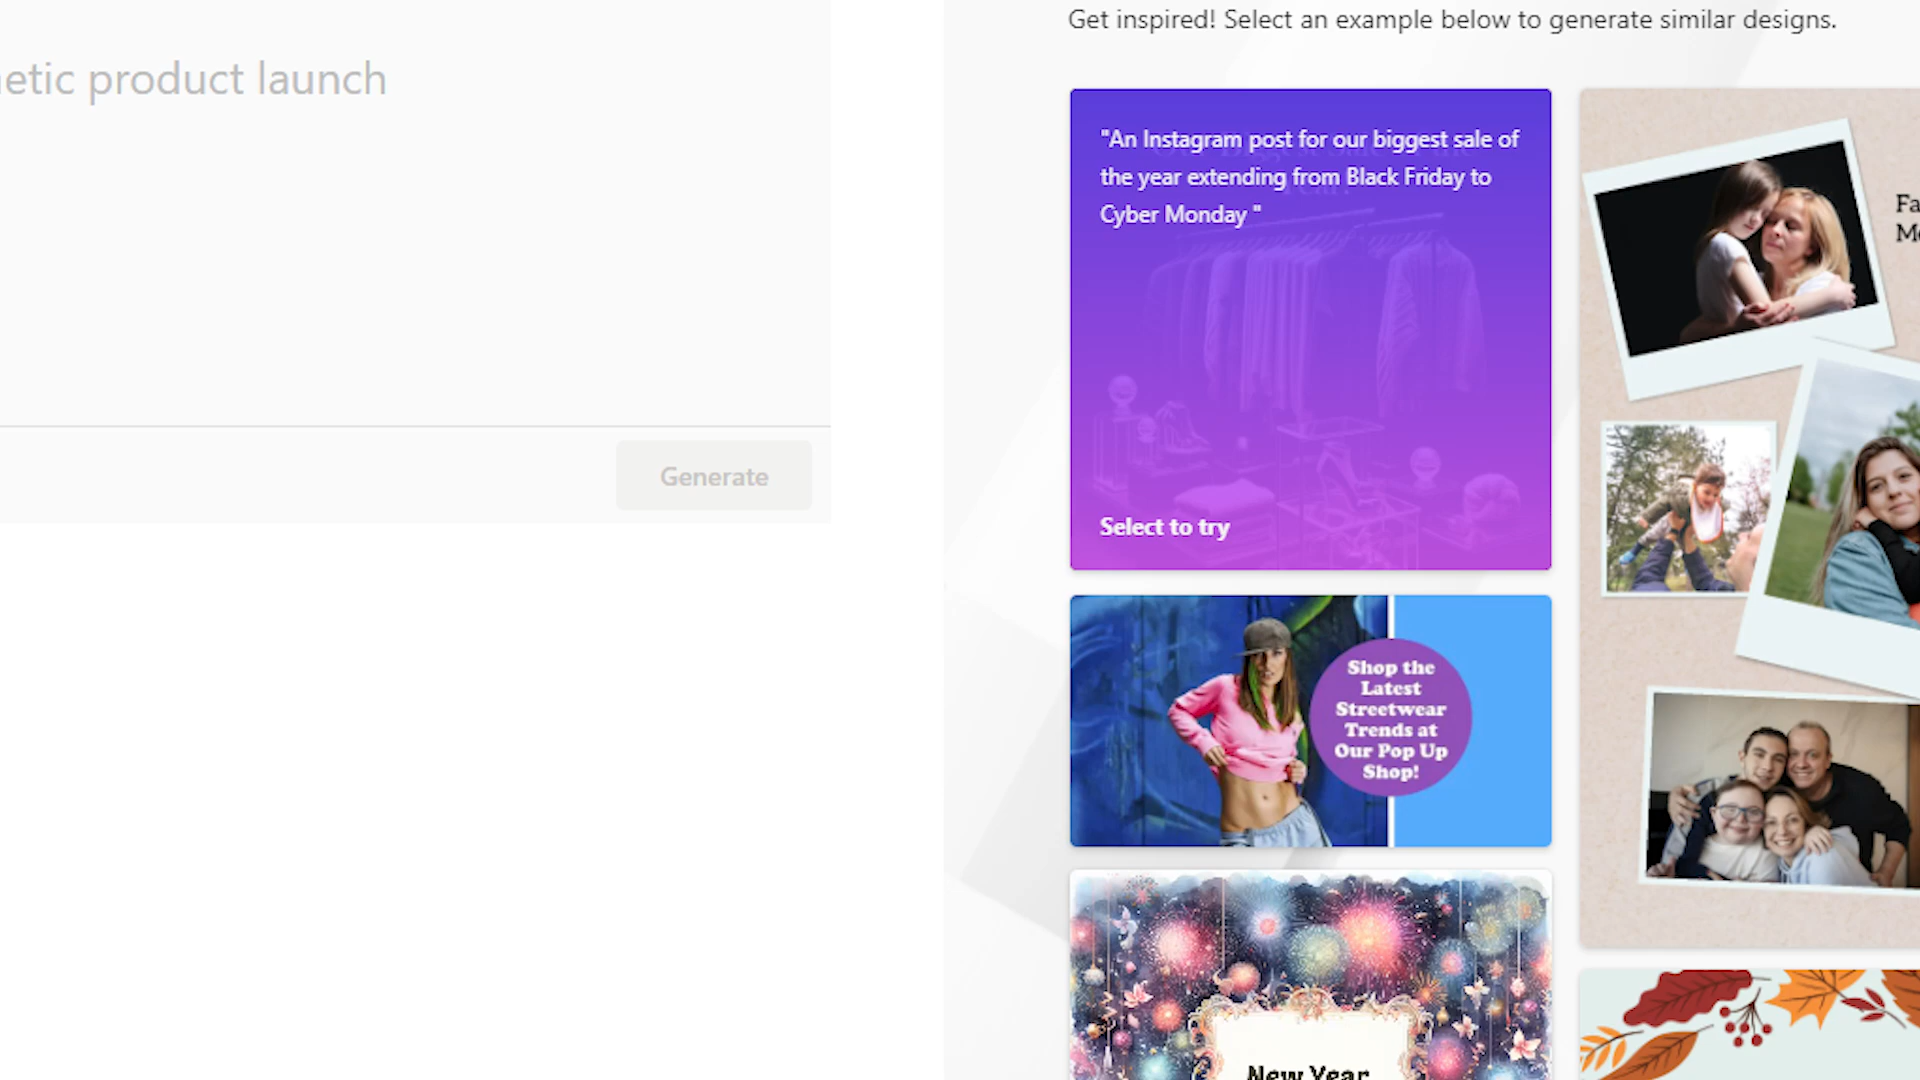 Get inspired! Select an example below to generate similar designs.
product launch
Generate
"An Instagram post for our biggest sale of
the year extending from Black Friday to
Cyber Monday "
Select to try
Shop the
Latest
Streetwear
Trends at
Our Pop Up
Shop!
New Year